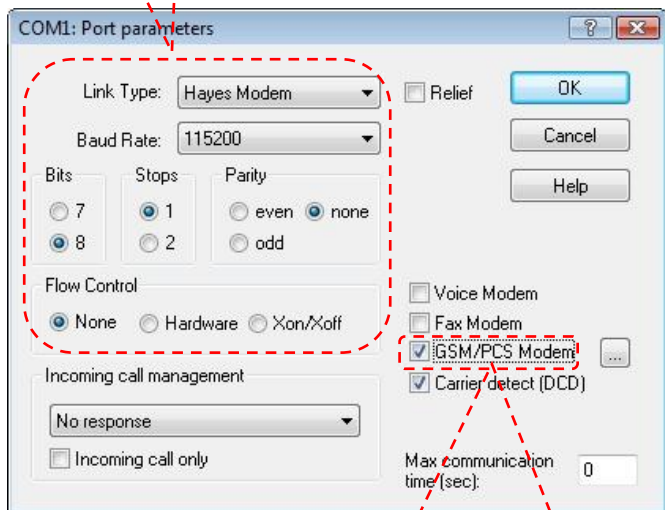 COM1: Port parameters
Link Type: Hayes Modem
Relief
OK
Baud Rate: 115200
Cancel
Bits Stops Parity
Help
7 1 even none
8 2 odd
Flow Control
Voice Modem
None Hardware Xon/Xoff
Fax Modem
GSM/PCS Modem ...
Incoming call management
Carrier detect (DCD)
No response
Incoming call only
Max communication
time (sec): 0